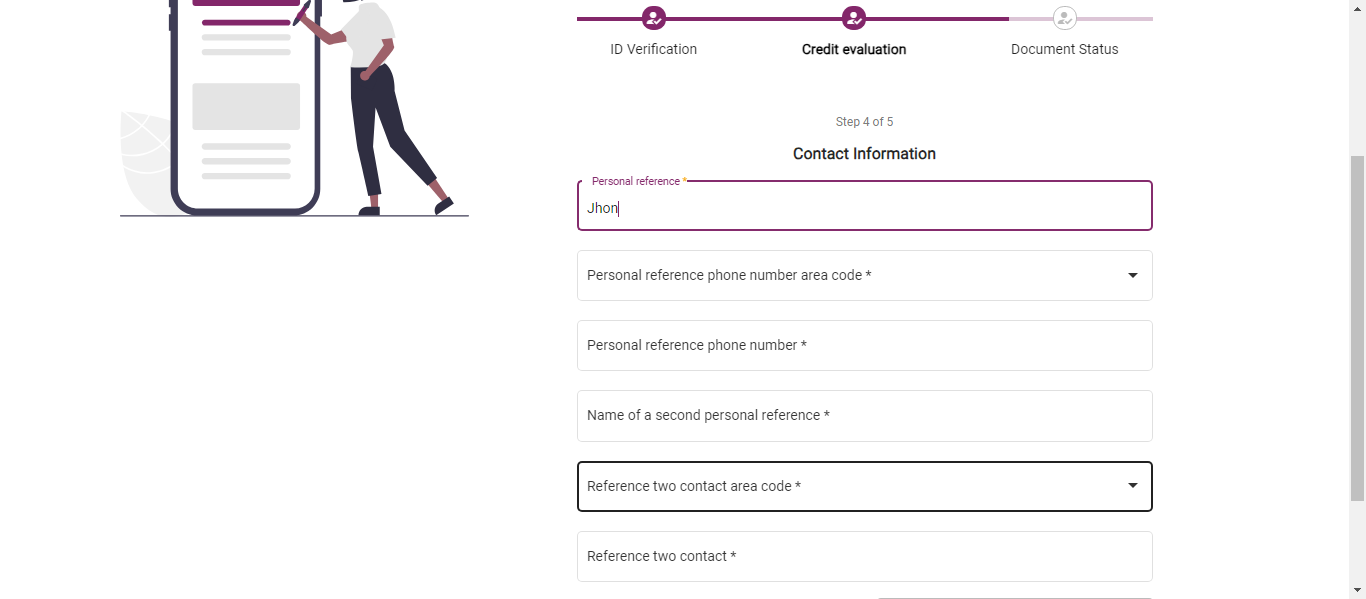 ID Verification
Credit evaluation
Document Status
Step 4 of 5
Contact Information
Personal reference *
Jhon
Personal reference phone number area code *
Personal reference phone number *
Name of a second personal reference *
Reference two contact area code *
Reference two contact *